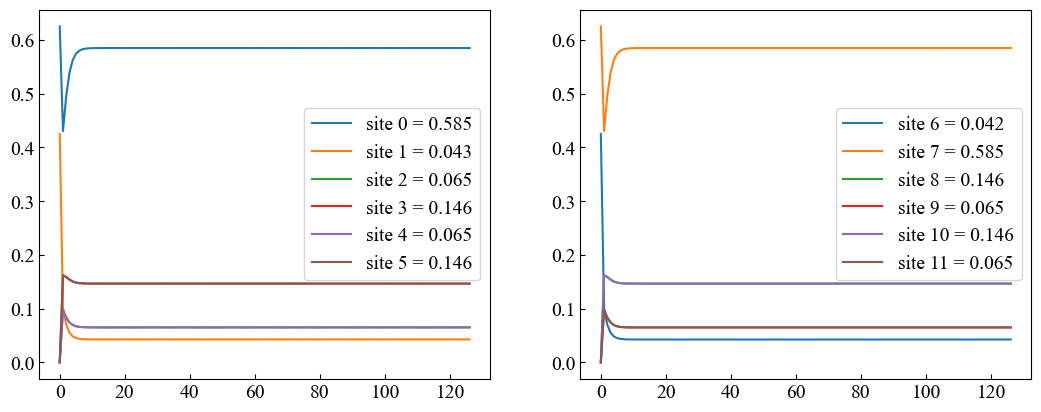 0.6
0.5
0.4
0.3
0.2
0.1
0.0
0 20 40 60 80 100 120
site 0 = 0.585
site 1 = 0.043
site 2 = 0.065
site 3 = 0.146
site 4 = 0.065
site 5 = 0.146
0.6
0.5
0.4
0.3
0.2
0.1
0.0
0 20 40 60 80 100 120
site 6 = 0.042
site 7 = 0.585
site 8 = 0.146
site 9 = 0.065
site 10 = 0.146
site 11 = 0.065